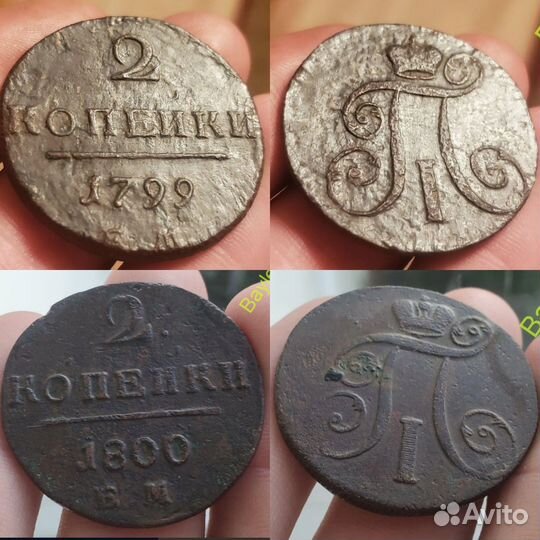 2
КОПЕЙКИ
1799
Е.М
П
I
2.
КОПЕЙКИ
1800
Е М
П
I
Avito